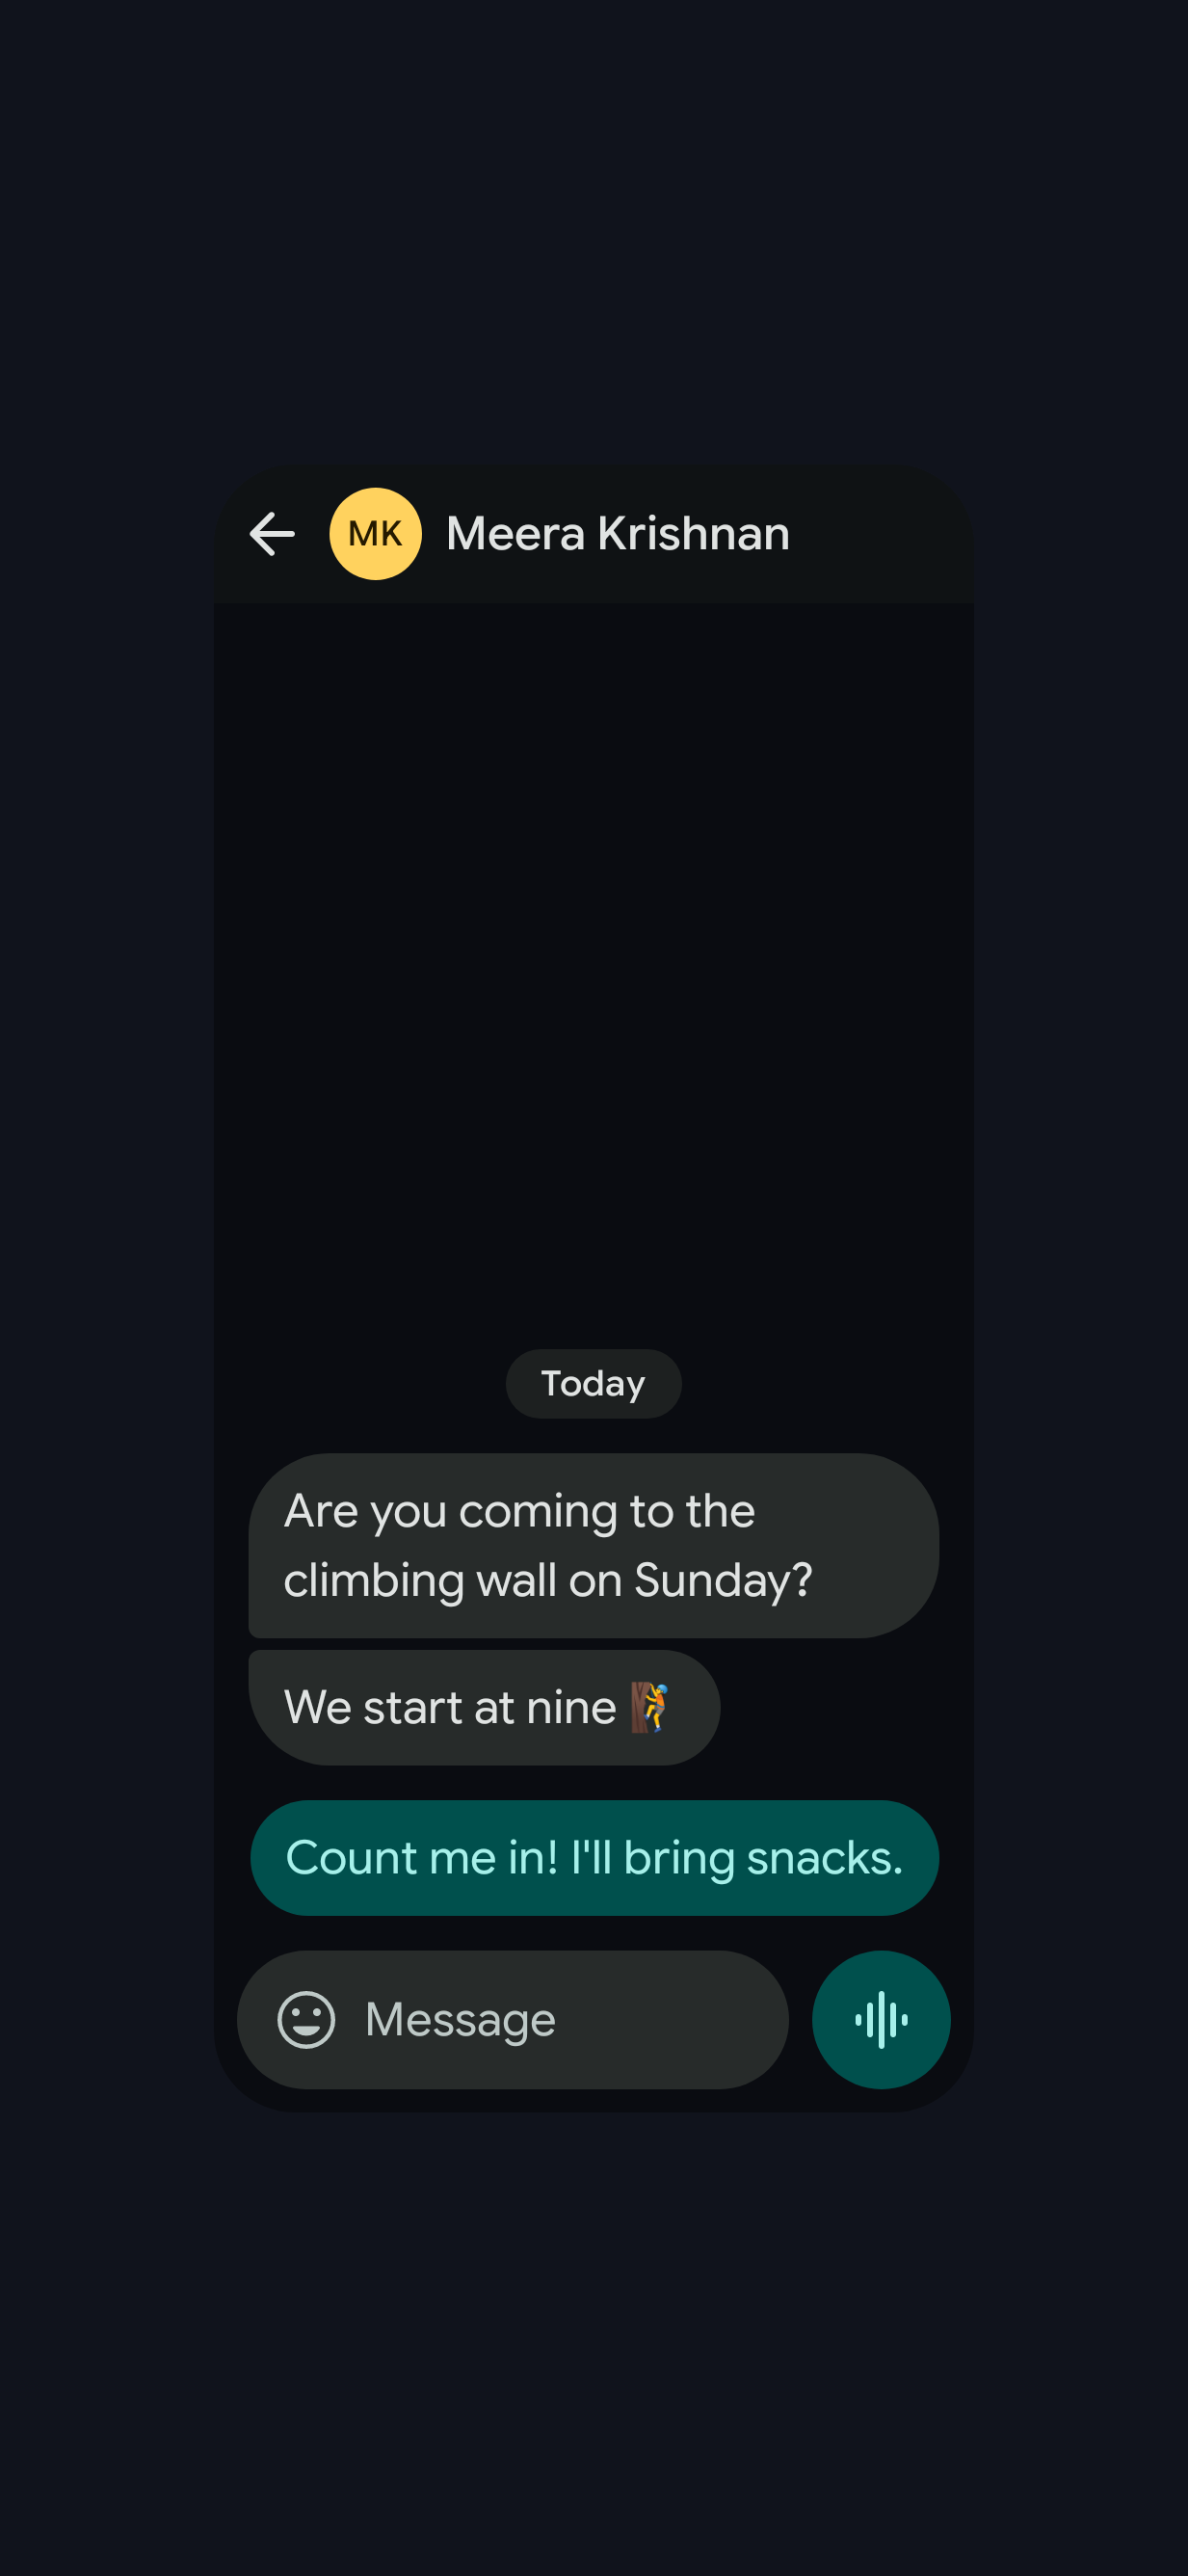 MK Meera Krishnan
Today
Are you coming to the
climbing wall on Sunday?
We start at nine 🧗
Count me in! I'll bring snacks.
Message